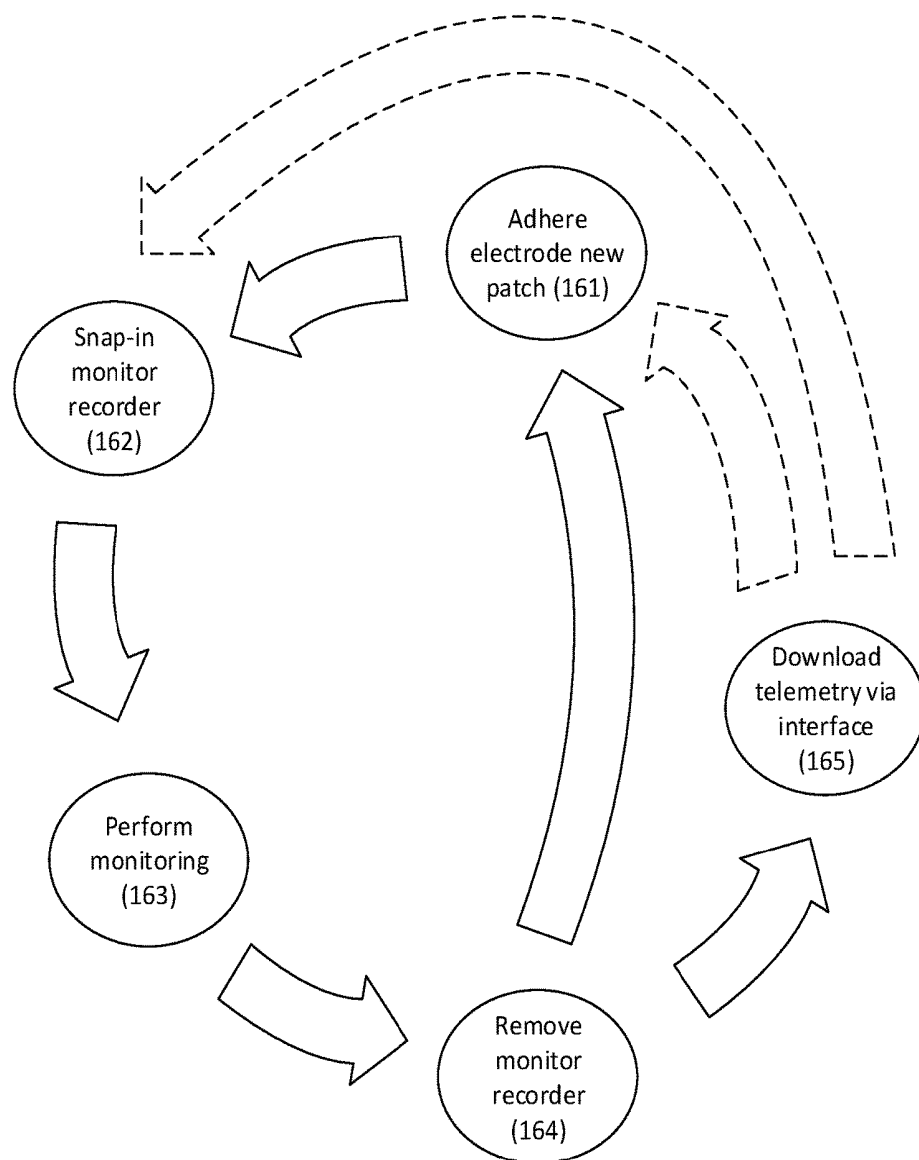 Adhere
electrode new
patch (161)
Snap-in
monitor
recorder
(162)
Download
telemetry via
interface
(165)
Perform
monitoring
(163)
Remove
monitor
recorder
(164)